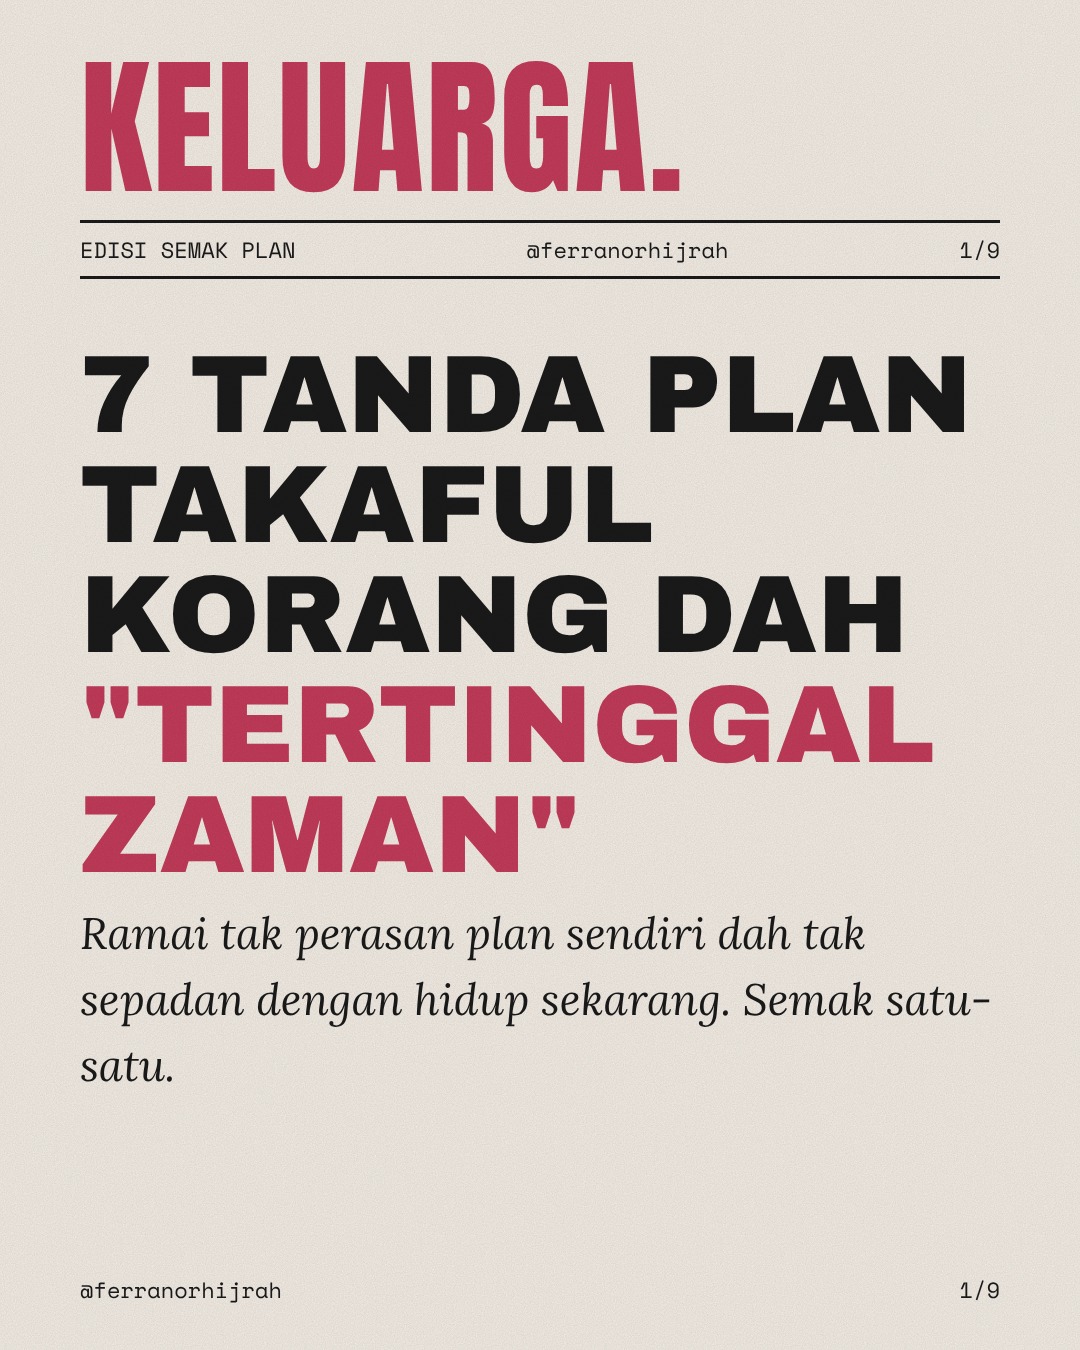 KELUARGA.
EDISI SEMAK PLAN @ferranorhijrah 1/9
7 TANDA PLAN
TAKAFUL
KORANG DAH
"TERTINGGAL
ZAMAN"
Ramai tak perasan plan sendiri dah tak
sepadan dengan hidup sekarang. Semak satu-
satu.
@ferranorhijrah 1/9